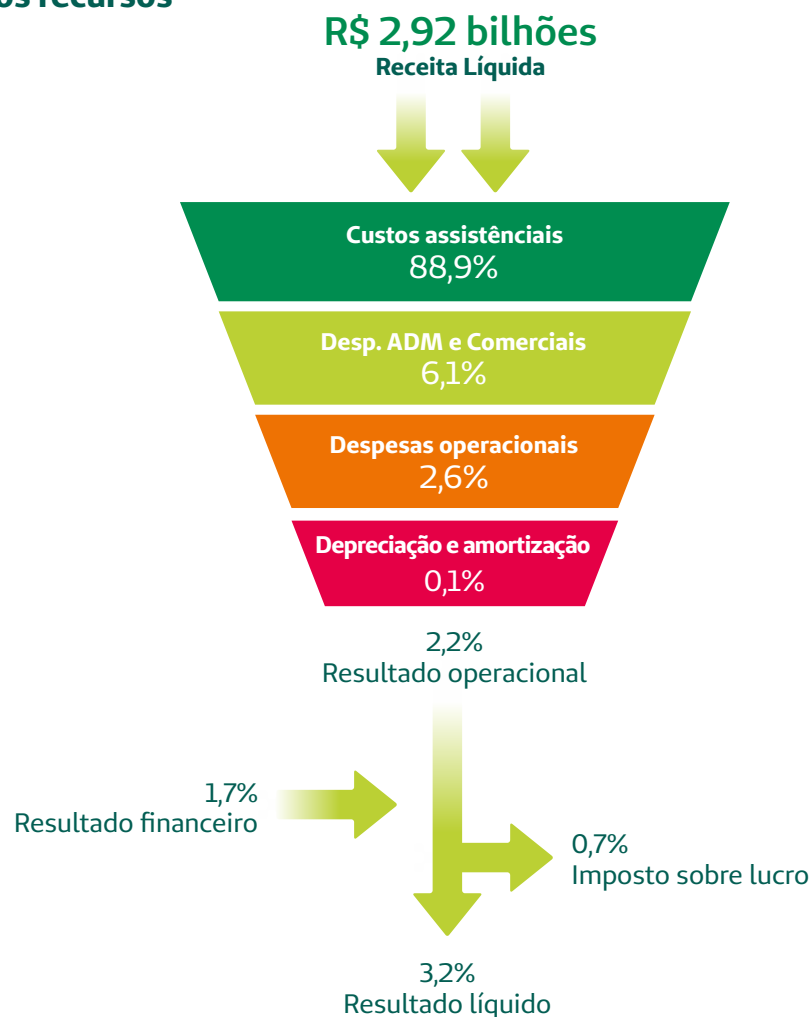 os recursos
R$ 2,92 bilhões
Receita Líquida
Custos assistênciais
88,9%
Desp. ADM e Comerciais
6,1%
Despesas operacionais
2,6%
Depreciação e amortização
0,1%
2,2%
Resultado operacional
1,7%
Resultado financeiro
0,7%
Imposto sobre lucro
3,2%
Resultado líquido